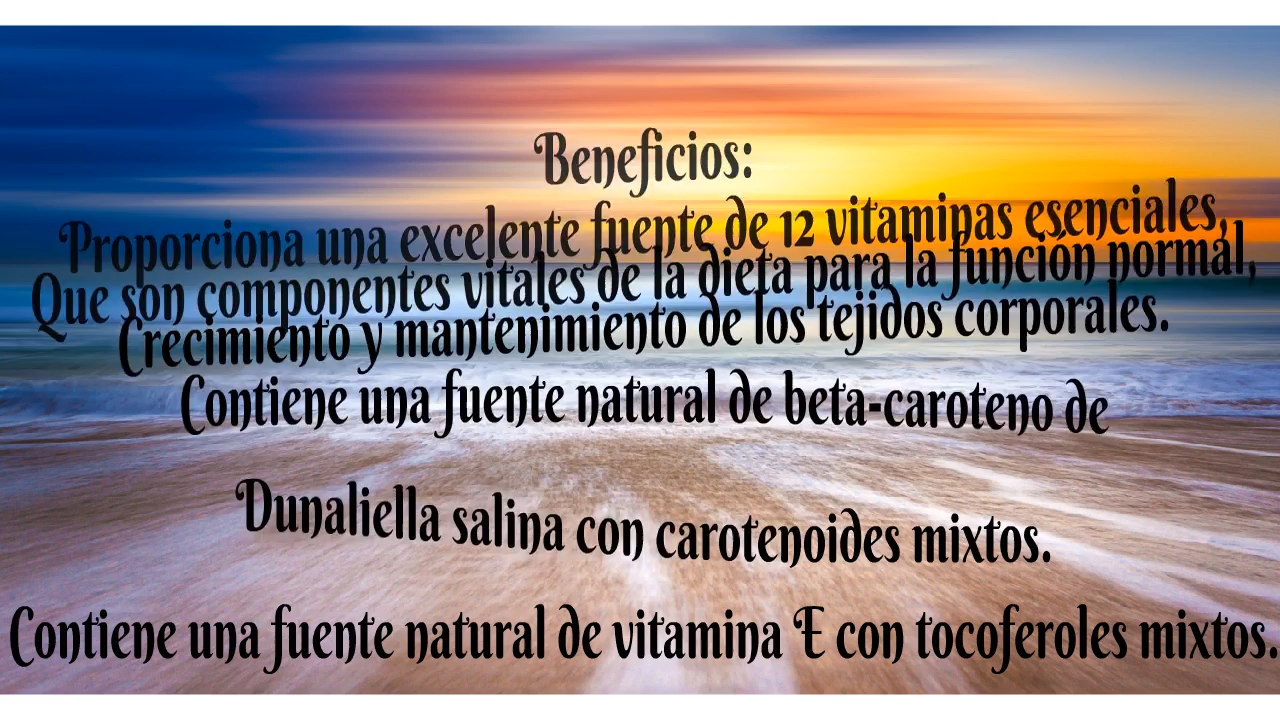 Beneficios:
Proporciona una excelente fuente de 12 vitaminas esenciales,
Que son componentes vitales de la dieta para la función normal,
Crecimiento y mantenimiento de los tejidos corporales.
Contiene una fuente natural de beta-caroteno de
Dunaliella salina con carotenoides mixtos.
Contiene una fuente natural de vitamina E con tocoferoles mixtos.